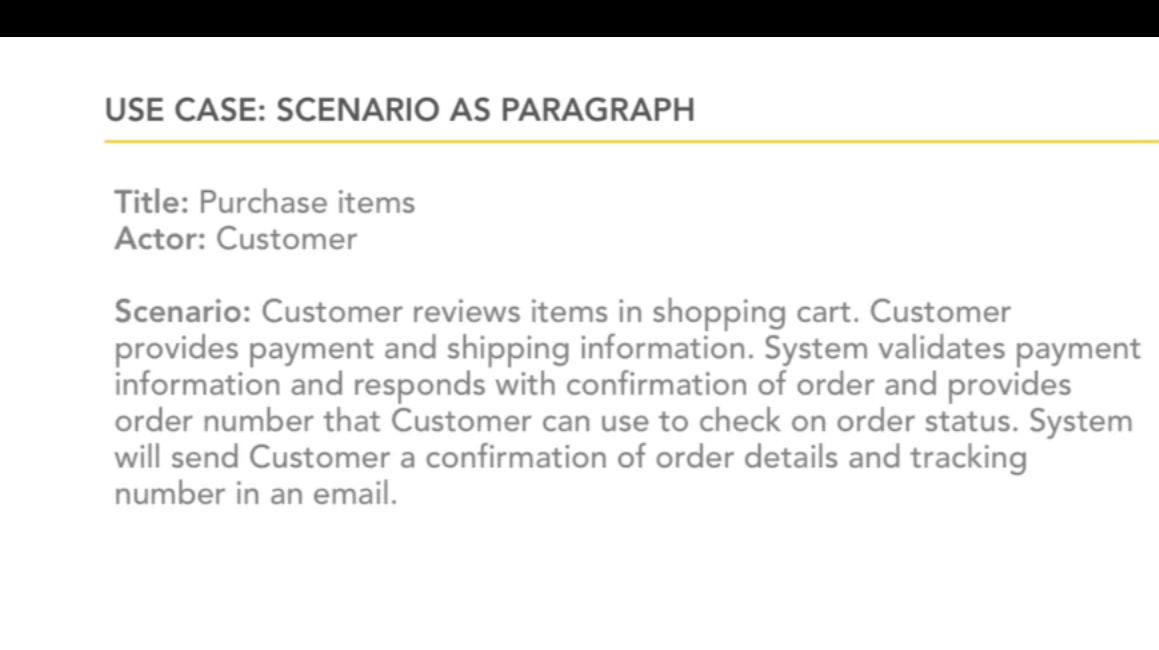 USE CASE: SCENARIO AS PARAGRAPH
Title: Purchase items
Actor: Customer
Scenario: Customer reviews items in shopping cart. Customer
provides payment and shipping information. System validates payment
information and responds with confirmation of order and provides
order number that Customer can use to check on order status. System
will send Customer a confirmation of order details and tracking
number in an email.